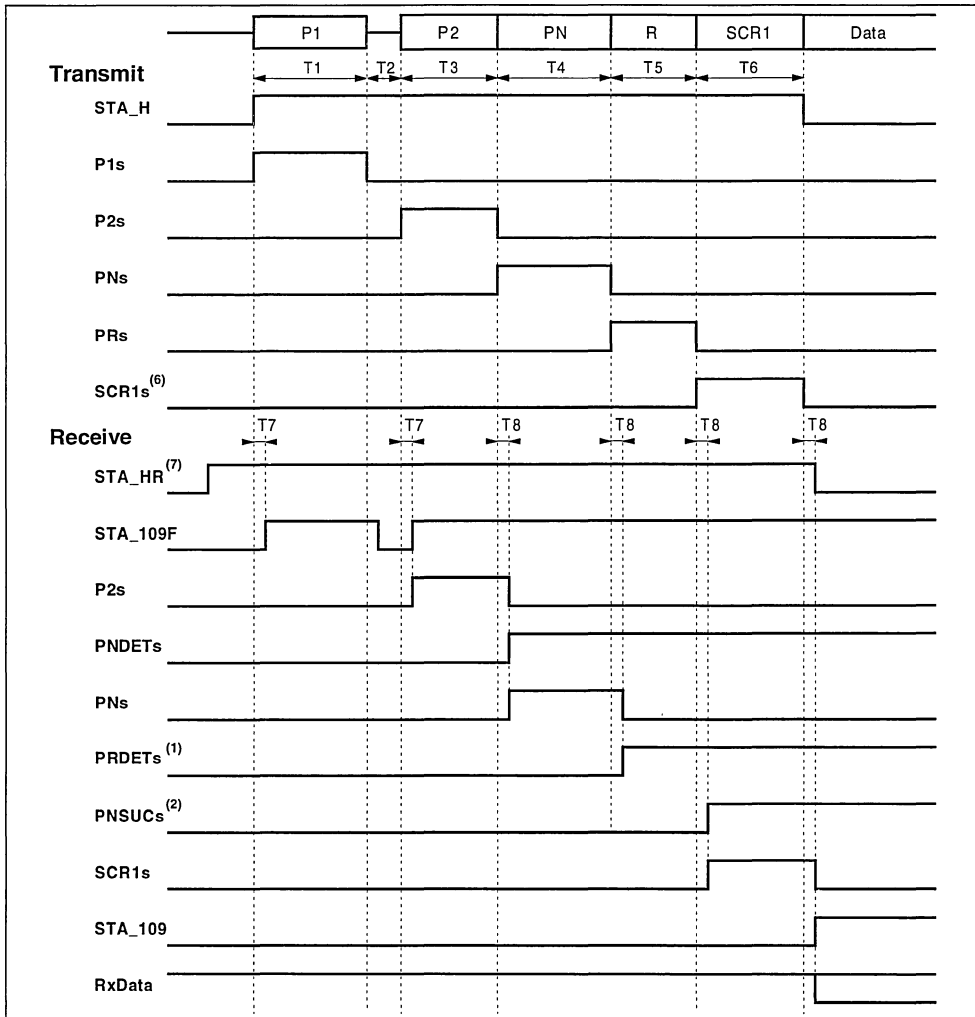 P1 P2 PN R SCR1 Data
Transmit T1 T2 T3 T4 T5 T6
STA_H
P1s
P2s
PNs
PRs
SCR1s(6)
Receive T7 T7 T8 T8 T8 T8
STA_HR(7)
STA_109F
P2s
PNDETs
PNs
PRDETs(1)
PNSUCs(2)
SCR1s
STA_109
RxData